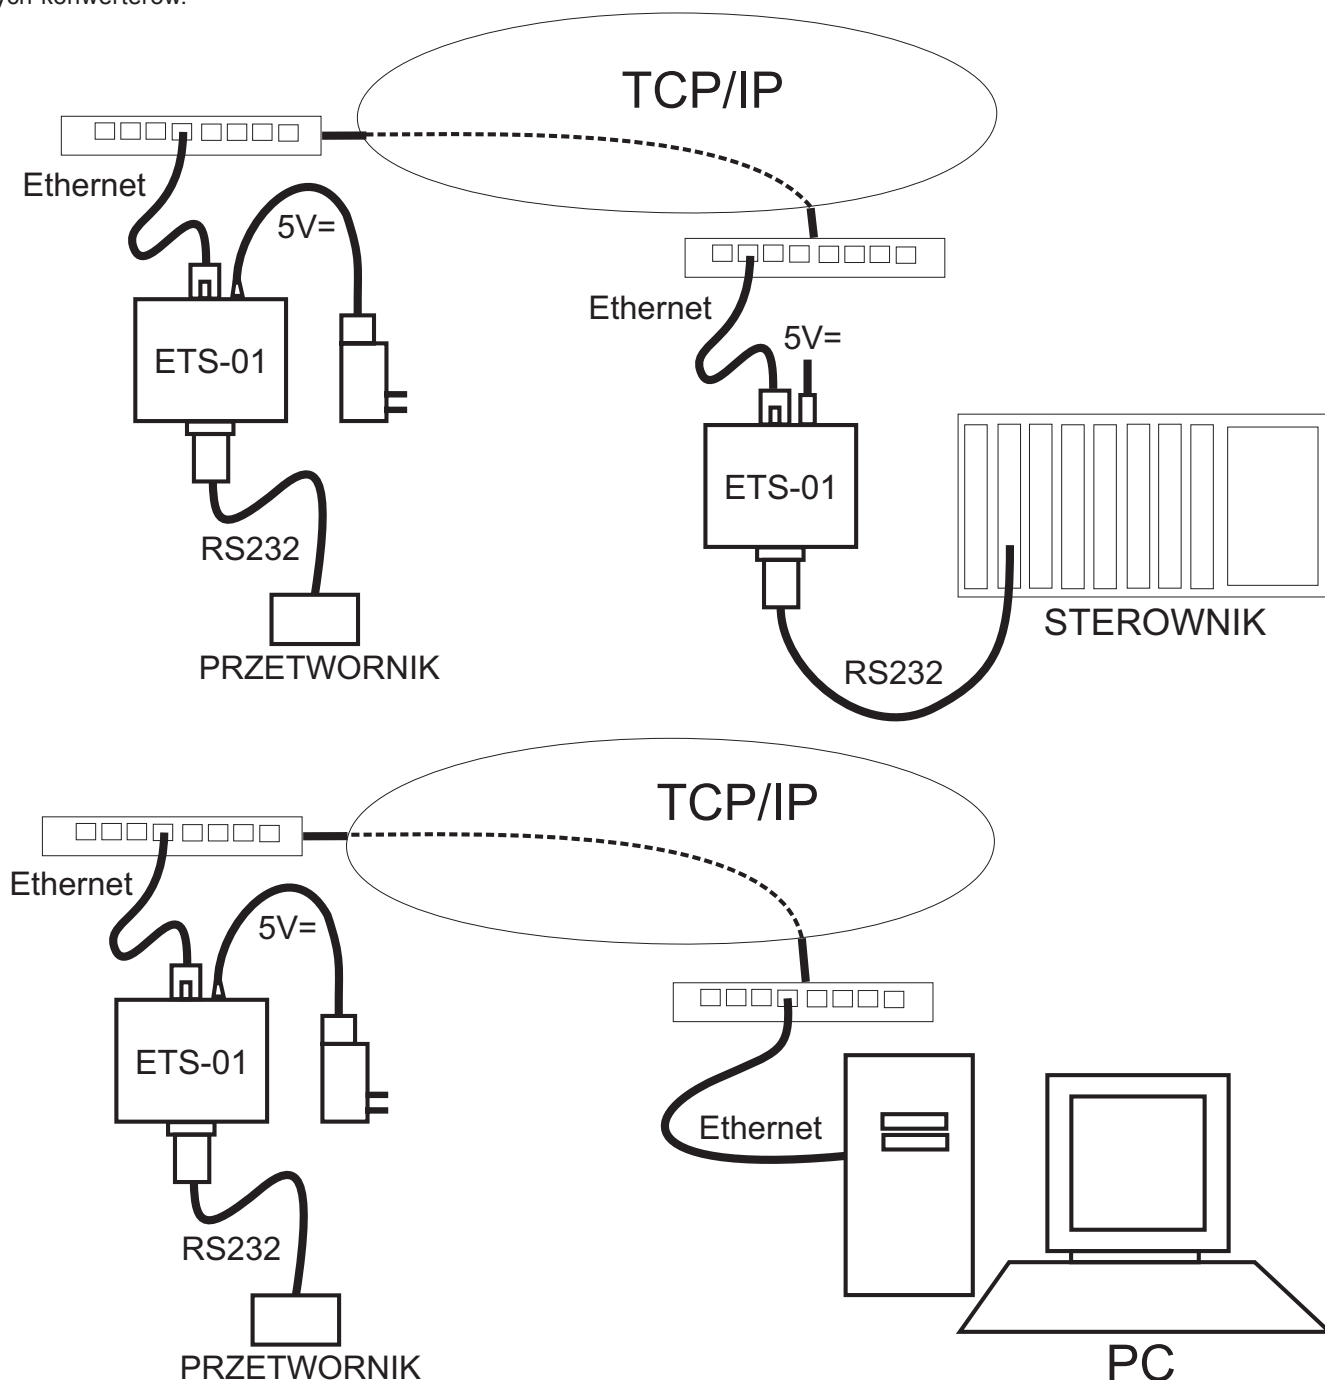 konwerterów.
TCP/IP
Ethernet
5V=
Ethernet
5V=
ETS-01
ETS-01
RS232
STEROWNIK
PRZETWORNIK
RS232
TCP/IP
Ethernet
5V=
ETS-01
Ethernet
RS232
PRZETWORNIK
PC